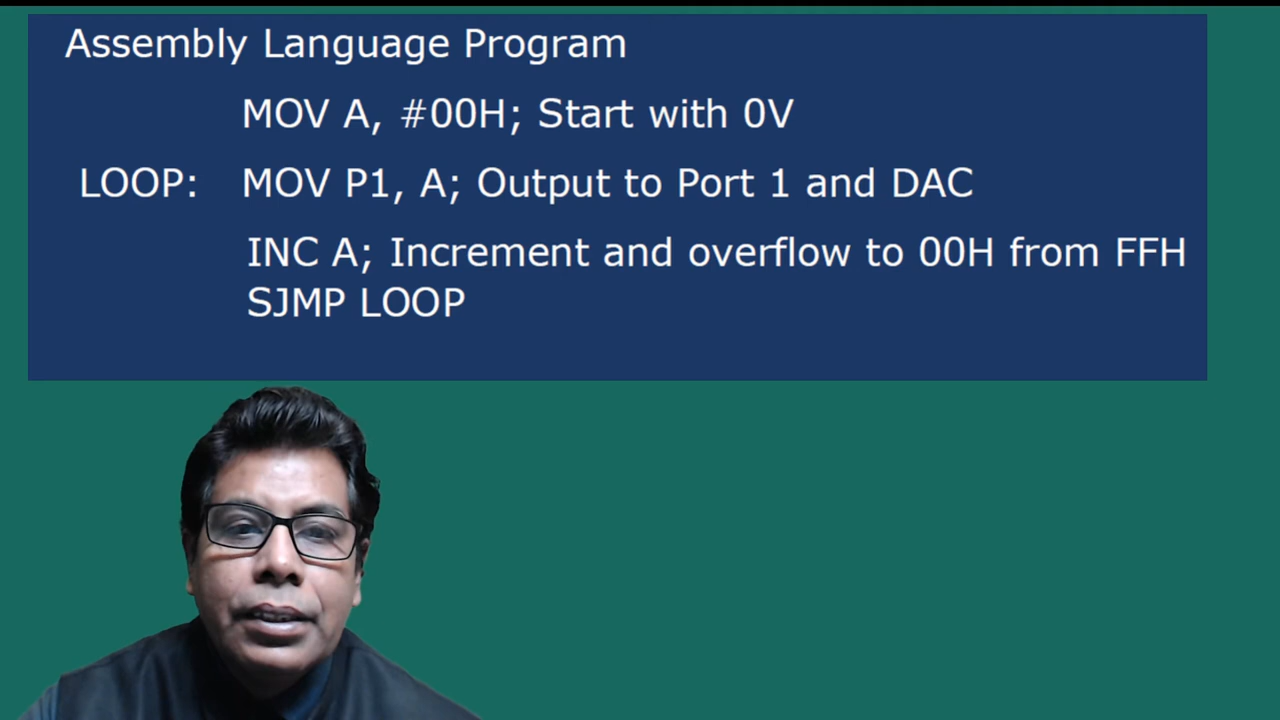 Assembly Language Program
MOV A, #00H; Start with 0V
LOOP: MOV P1, A; Output to Port 1 and DAC
INC A; Increment and overflow to 00H from FFH
SJMP LOOP